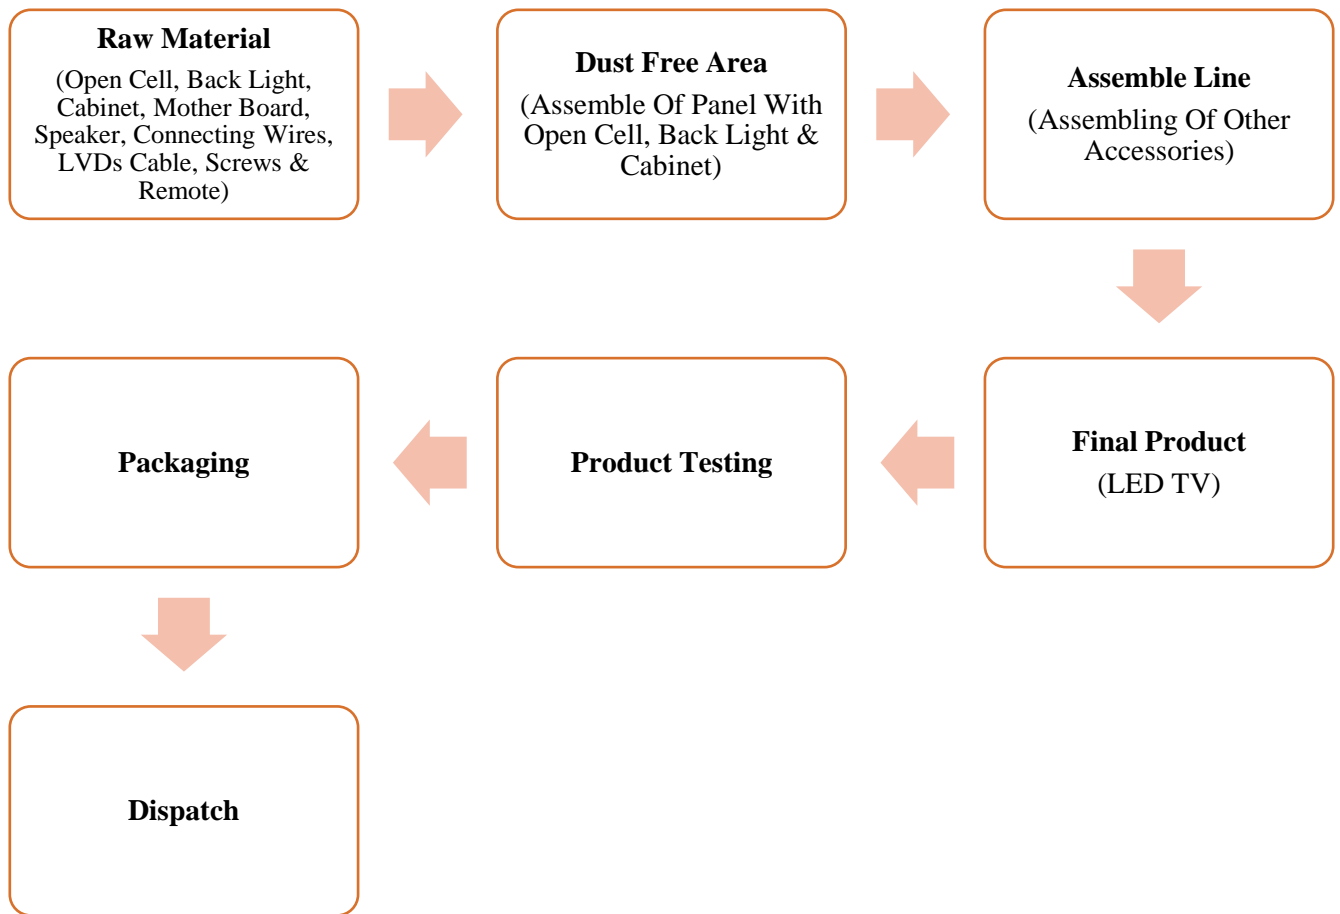 Raw Material
(Open Cell, Back Light,
Cabinet, Mother Board,
Speaker, Connecting Wires,
LVDs Cable, Screws &
Remote)
Dust Free Area
(Assemble Of Panel With
Open Cell, Back Light &
Cabinet)
Assemble Line
(Assembling Of Other
Accessories)
Final Product
(LED TV)
Product Testing
Packaging
Dispatch